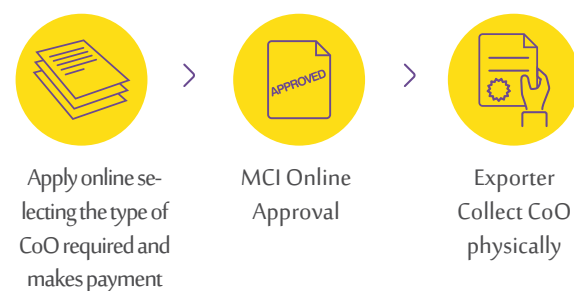 APPROVED
Apply online se-
lecting the type of
CoO required and
makes payment
MCI Online
Approval
Exporter
Collect CoO
physically